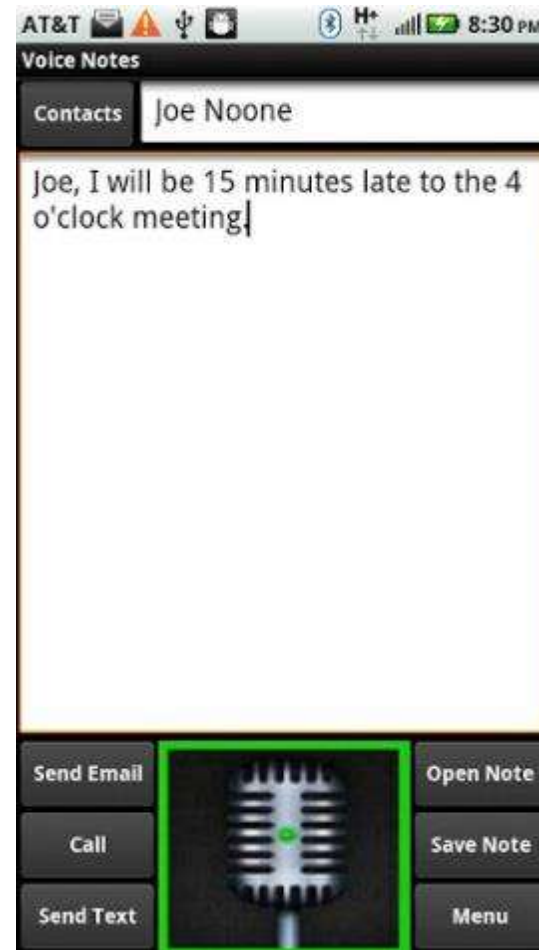 AT&T H+ 8:30 PM
Voice Notes
Contacts Joe Noone
Joe, I will be 15 minutes late to the 4
o'clock meeting.
Send Email Open Note
Call Save Note
Send Text Menu